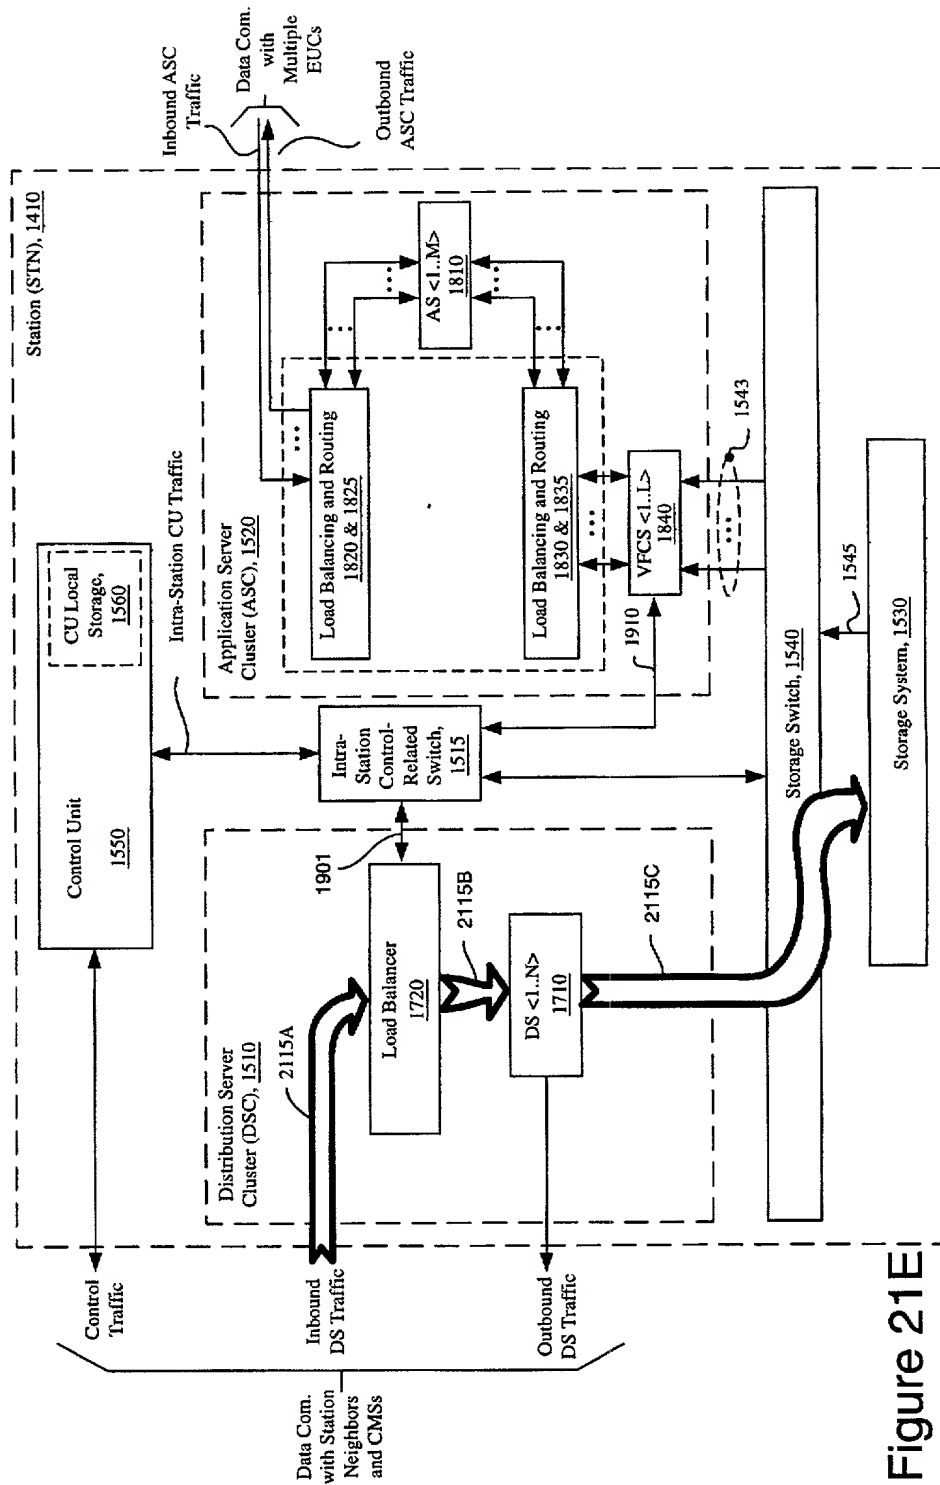 Data Com.
with Station
Neighbors
and CMSs
Control
Traffic
Inbound
DS Traffic
Outbound
DS Traffic
Station (STN), 1410
Control Unit
1550
CU Local
Storage,
1560
Intra-Station CU Traffic
Distribution Server
Cluster (DSC), 1510
2115A
Load Balancer
1720
1901
2115B
DS <1..N>
1710
2115C
Intra-
Station
Control-
Related
Switch,
1515
Application Server
Cluster (ASC), 1520
Load Balancing and Routing
1820 & 1825
AS <1..M>
1810
Load Balancing and Routing
1830 & 1835
VFCS <1..L>
1840
1910
1543
Storage Switch, 1540
1545
Storage System, 1530
Inbound ASC
Traffic
Data Com.
with
Multiple
EUCs
Outbound
ASC Traffic
Figure 21E